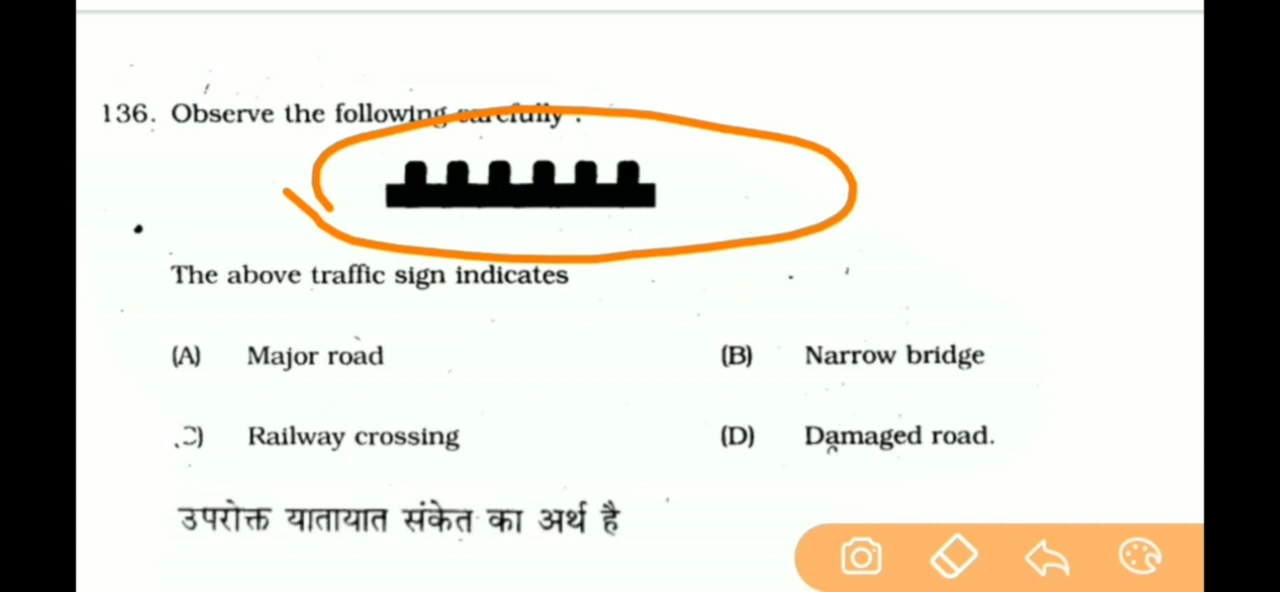 136. Observe the following carefully :
The above traffic sign indicates
(A) Major road
(B) Narrow bridge
C) Railway crossing
(D) Damaged road.
उपरोक्त यातायात संकेत का अर्थ है